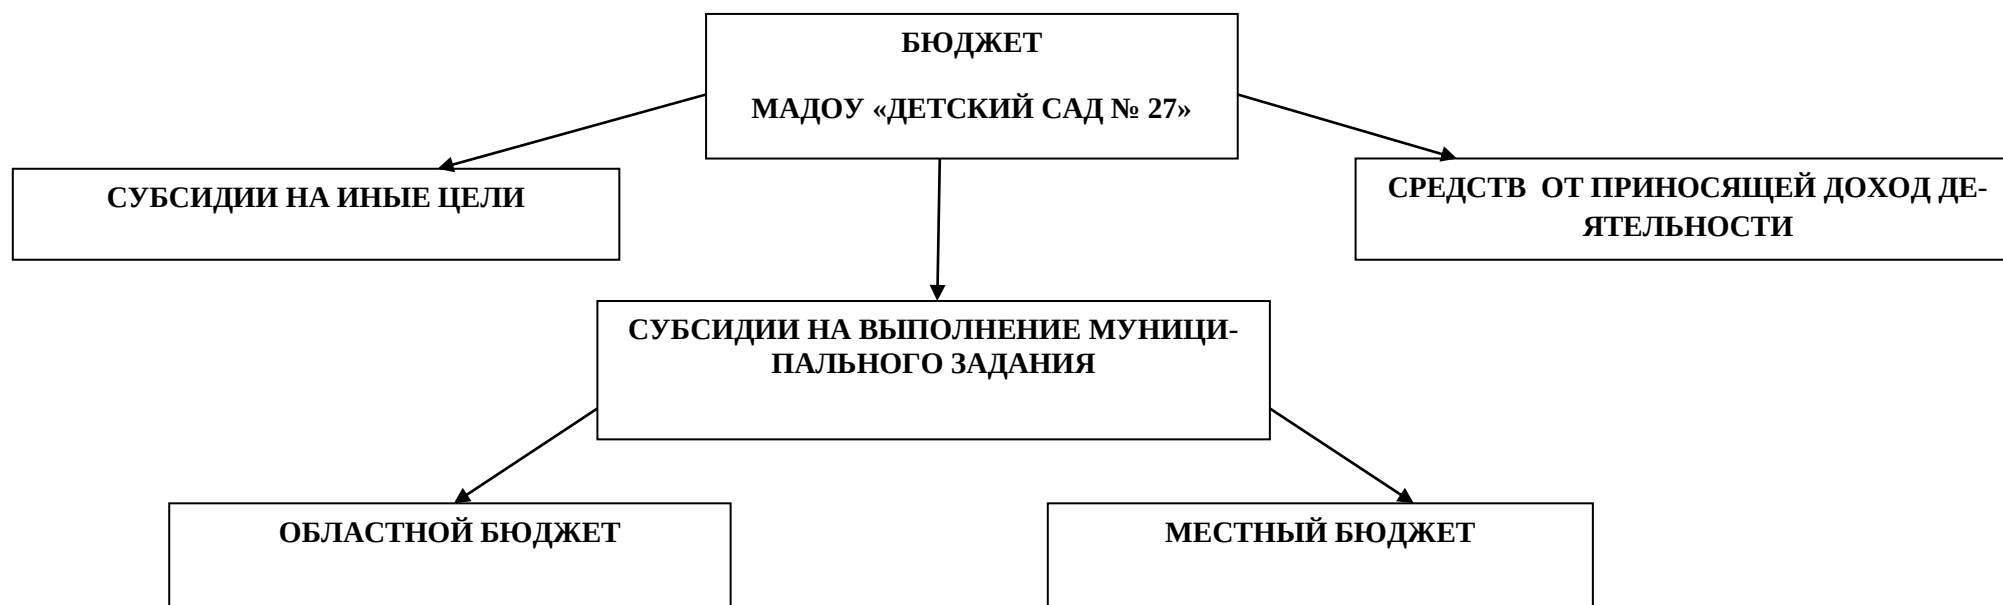 БЮДЖЕТ
МАДОУ «ДЕТСКИЙ САД № 27»
СУБСИДИИ НА ИНЫЕ ЦЕЛИ
СРЕДСТВ ОТ ПРИНОСЯЩЕЙ ДОХОД ДЕ-
ЯТЕЛЬНОСТИ
СУБСИДИИ НА ВЫПОЛНЕНИЕ МУНИЦИ-
ПАЛЬНОГО ЗАДАНИЯ
ОБЛАСТНОЙ БЮДЖЕТ
МЕСТНЫЙ БЮДЖЕТ